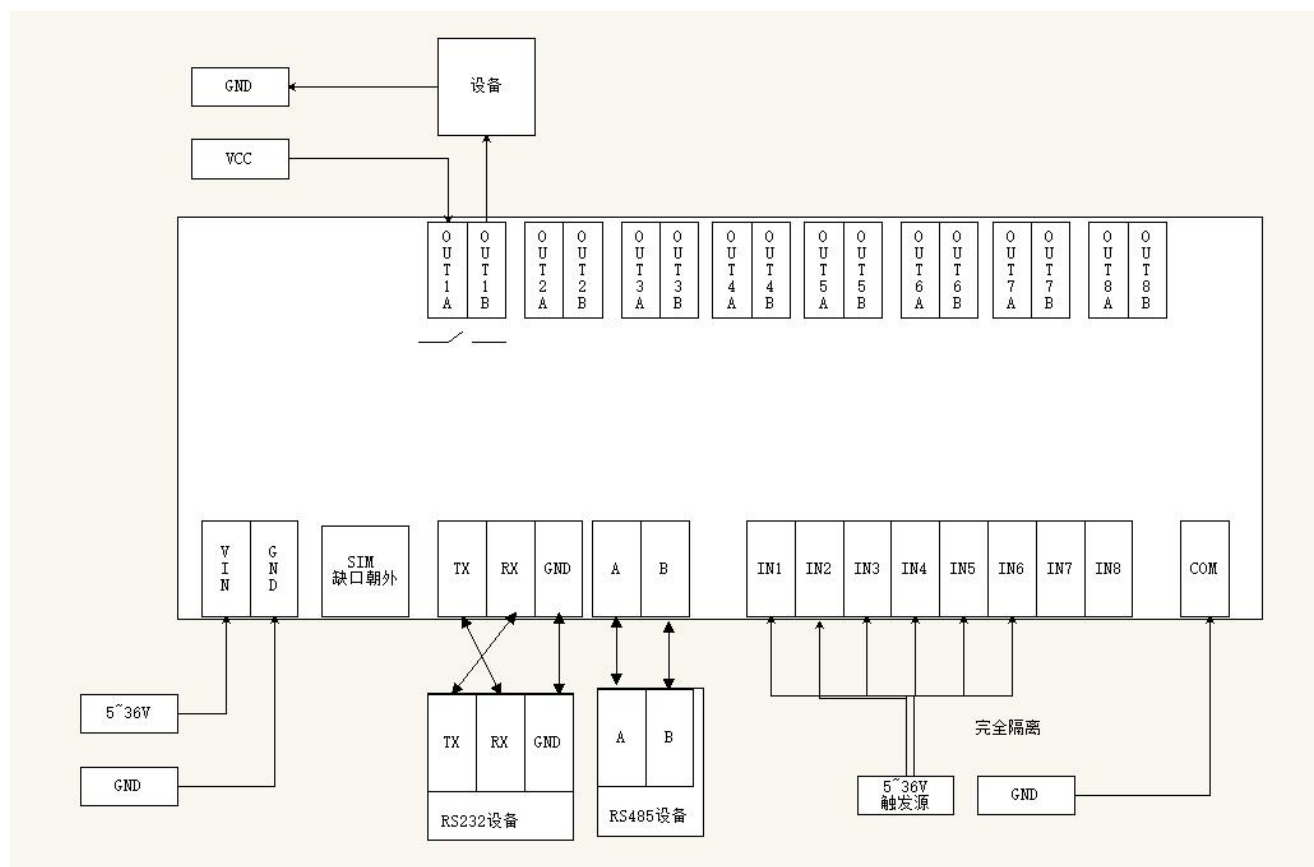 设备
GND
VCC
OUT1A
OUT1B
OUT2A
OUT2B
OUT3A
OUT3B
OUT4A
OUT4B
OUT5A
OUT5B
OUT6A
OUT6B
OUT7A
OUT7B
OUT8A
OUT8B
VIN
GND
SIM
缺口朝外
TX
RX
GND
A
B
IN1
IN2
IN3
IN4
IN5
IN6
IN7
IN8
COM
5~36V
GND
TX
RX
GND
RS232设备
A
B
RS485设备
完全隔离
5~36V
触发源
GND